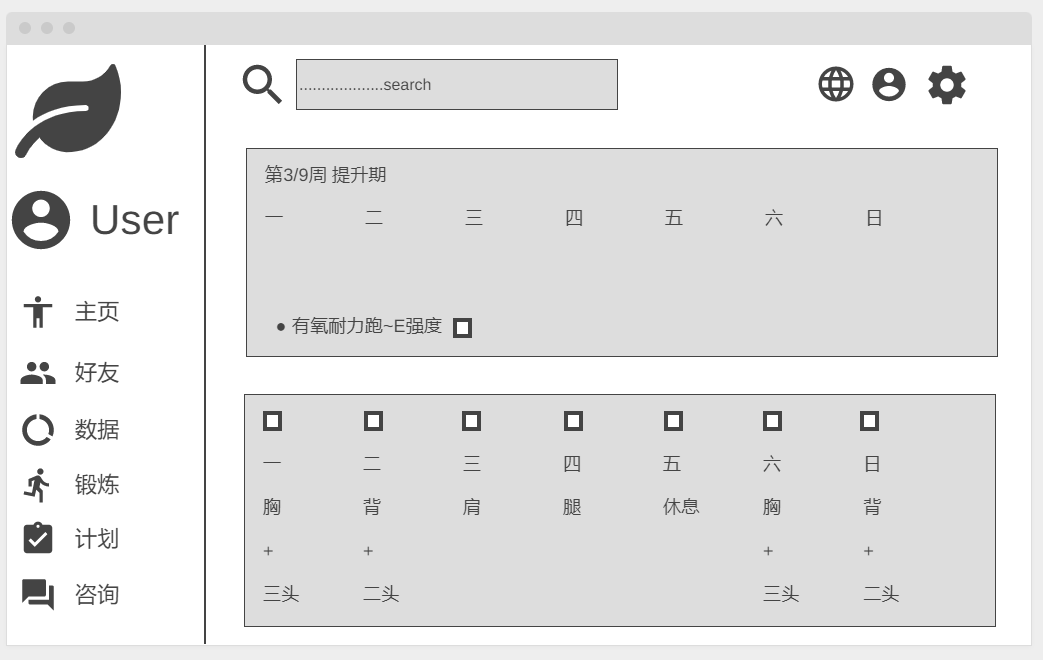 ...................search
User
主页
好友
数据
锻炼
计划
咨询
第3/9周 提升期
一 二 三 四 五 六 日
● 有氧耐力跑~E强度
一 二 三 四 五 六 日
胸 背 肩 腿 休息 胸 背
+ + + +
三头 二头 三头 二头